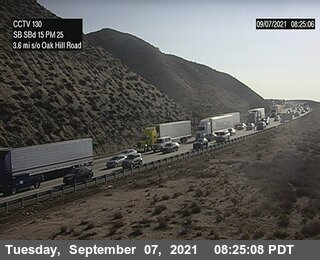 CCTV 130
SB SBd 15 PM 25
3.6 mi s/o Oak Hill Road
09/07/2021 08:25:06
Tuesday, September 07, 2021 08:25:08 PDT